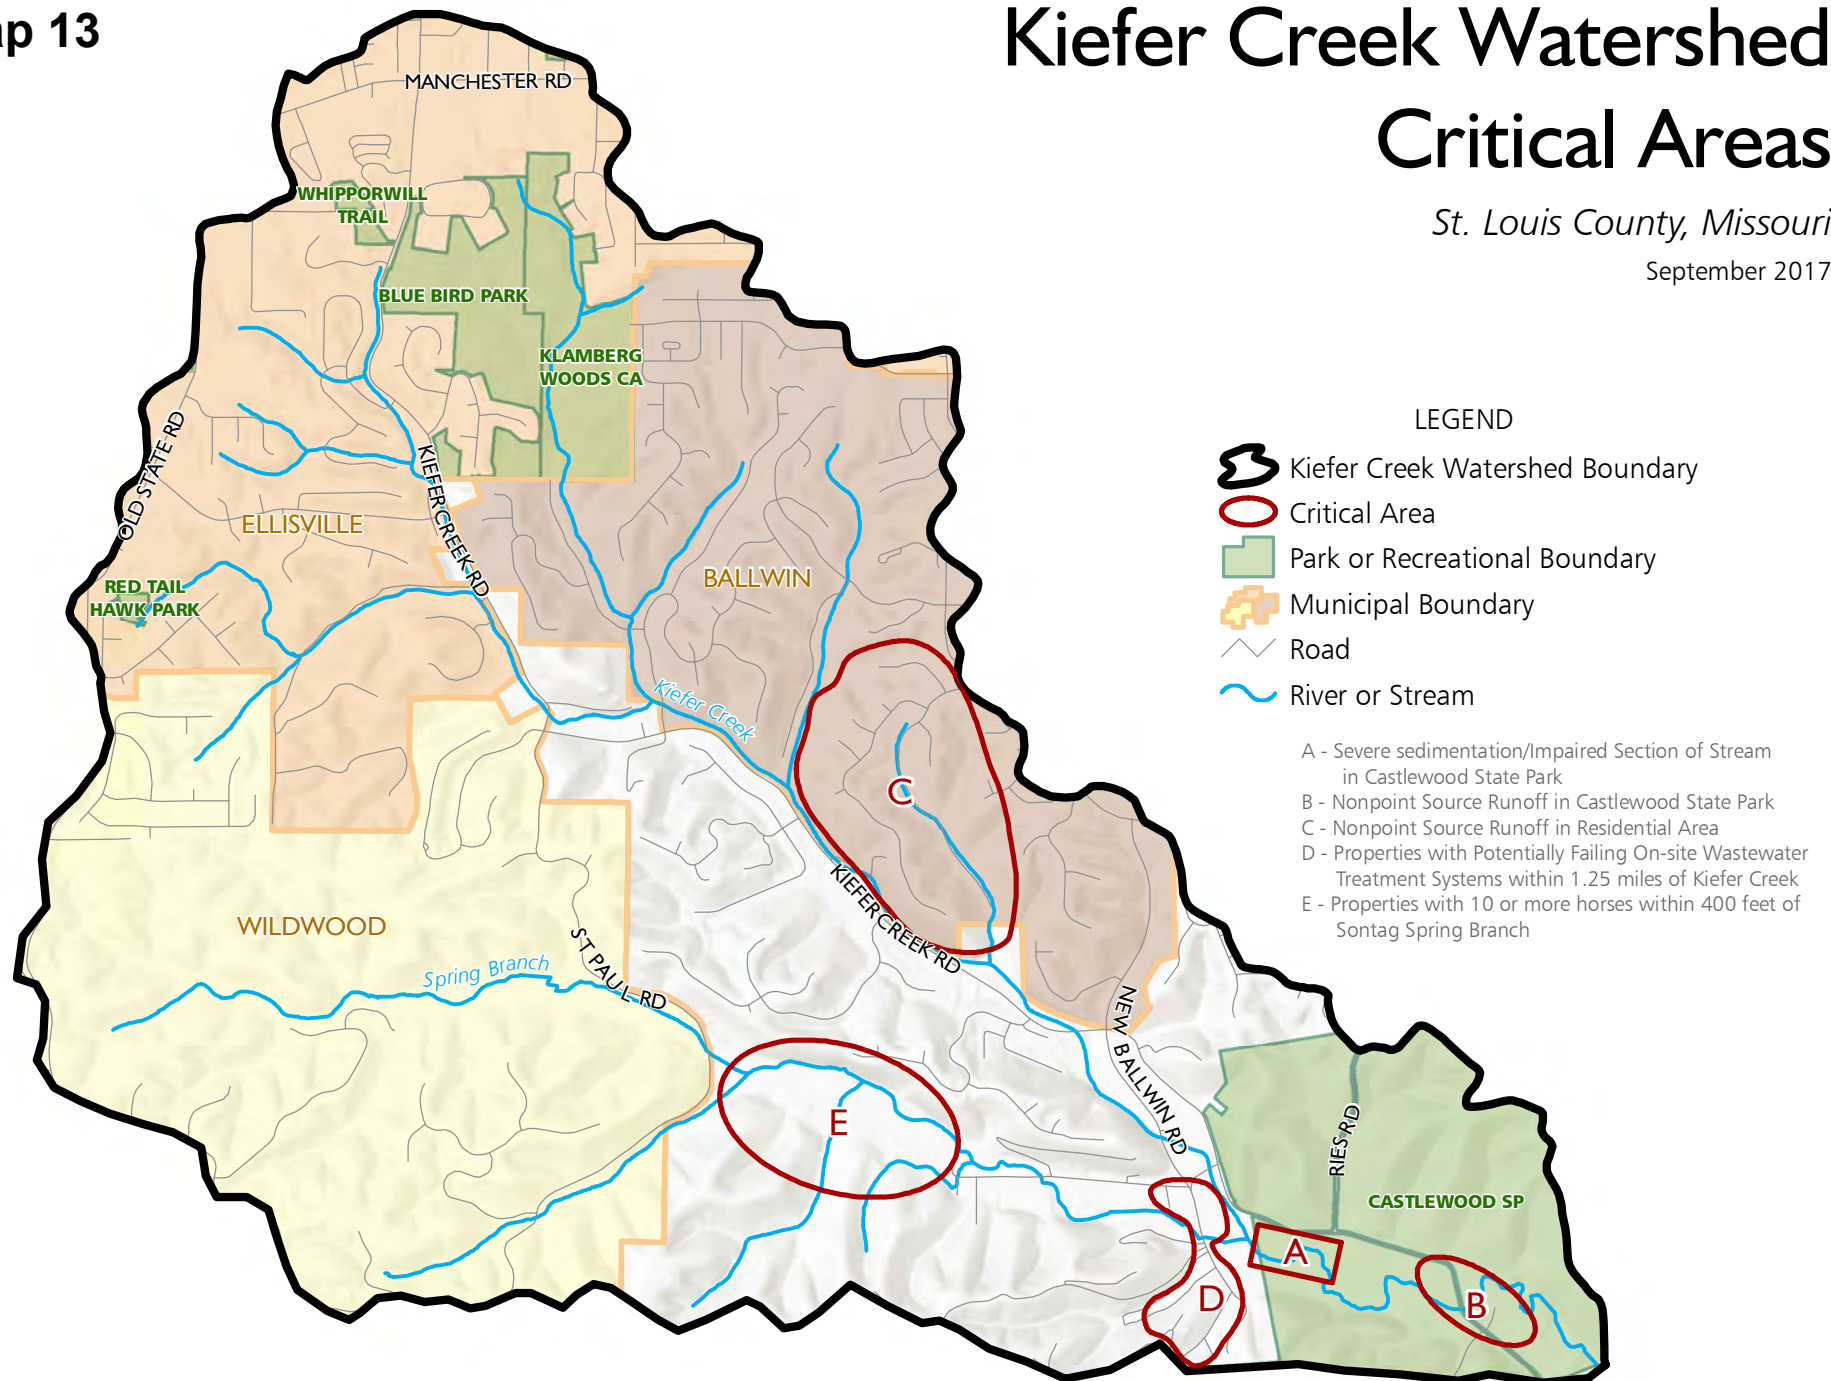 p 13
Kiefer Creek Watershed
Critical Areas
St. Louis County, Missouri
September 2017
MANCHESTER RD
WHIPPORWILL
TRAIL
BLUE BIRD PARK
KLAMBERG
WOODS CA
OLD STATE RD
KIEFER CREEK RD
ELLISVILLE
BALLWIN
RED TAIL
HAWK PARK
Kiefer Creek
C
KIEFER CREEK RD
WILDWOOD
ST PAUL RD
Spring Branch
NEW BALLWIN RD
E
RIES RD
CASTLEWOOD SP
A
D
B
LEGEND
Kiefer Creek Watershed Boundary
Critical Area
Park or Recreational Boundary
Municipal Boundary
Road
River or Stream
A - Severe sedimentation/Impaired Section of Stream
in Castlewood State Park
B - Nonpoint Source Runoff in Castlewood State Park
C - Nonpoint Source Runoff in Residential Area
D - Properties with Potentially Failing On-site Wastewater
Treatment Systems within 1.25 miles of Kiefer Creek
E - Properties with 10 or more horses within 400 feet of
Sontag Spring Branch